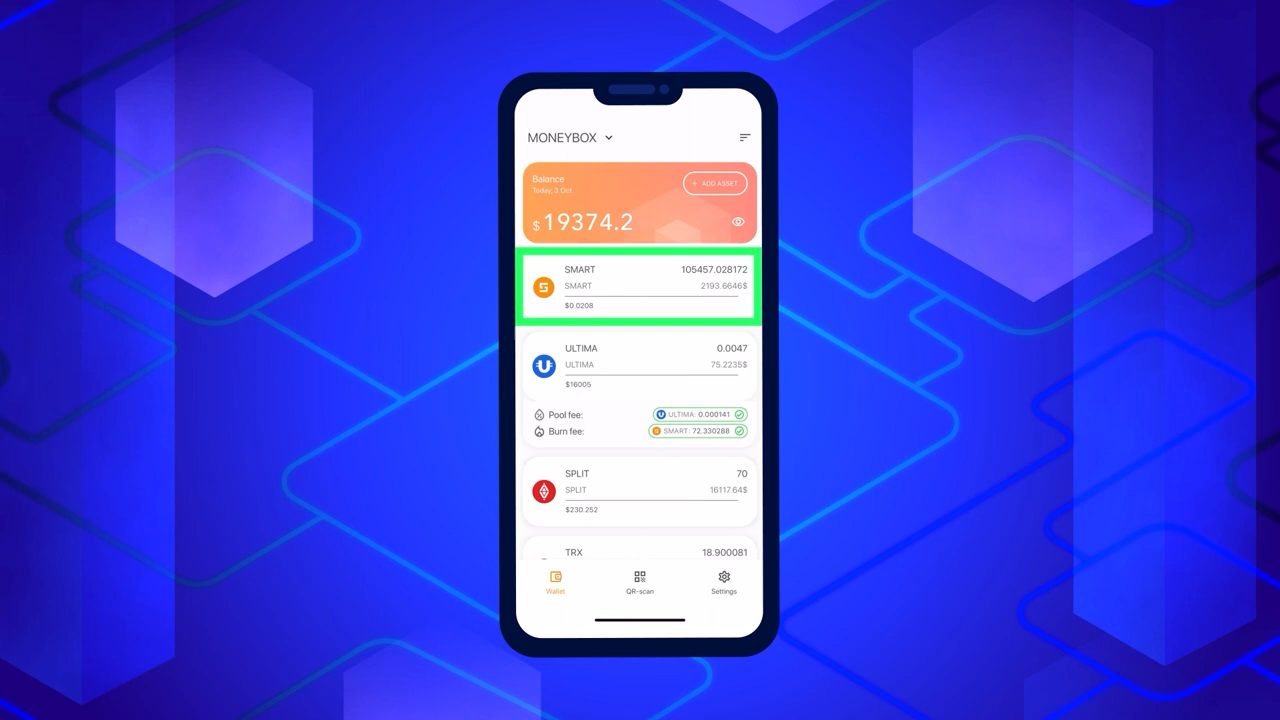 MONEYBOX
Balance
Today, 3 Oct
+ ADD ASSET
$19374.2
SMART 105457.028172
SMART 2193.6646$
$0.0208
ULTIMA 0.0047
ULTIMA 75.2235$
$16005
Pool fee: ULTIMA: 0.000141
Burn fee: SMART: 72.330288
SPLIT 70
SPLIT 16117.64$
$230.252
TRX 18.900081
Wallet QR-scan Settings